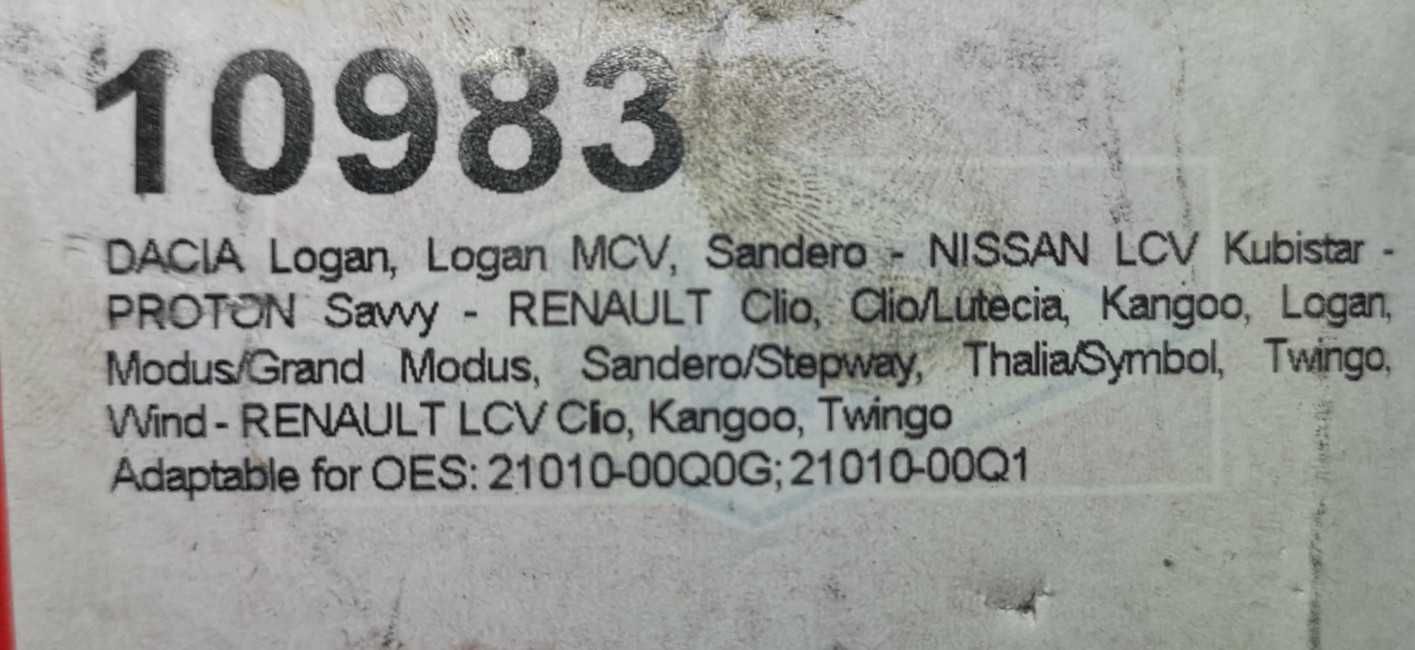 10983
DACIA Logan, Logan MCV, Sandero - NISSAN LCV Kubistar -
PROTON Savvy - RENAULT Clio, Clio/Lutecia, Kangoo, Logan,
Modus/Grand Modus, Sandero/Stepway, Thalia/Symbol, Twingo,
Wind - RENAULT LCV Clio, Kangoo, Twingo
Adaptable for OES: 21010-00Q0G; 21010-00Q1